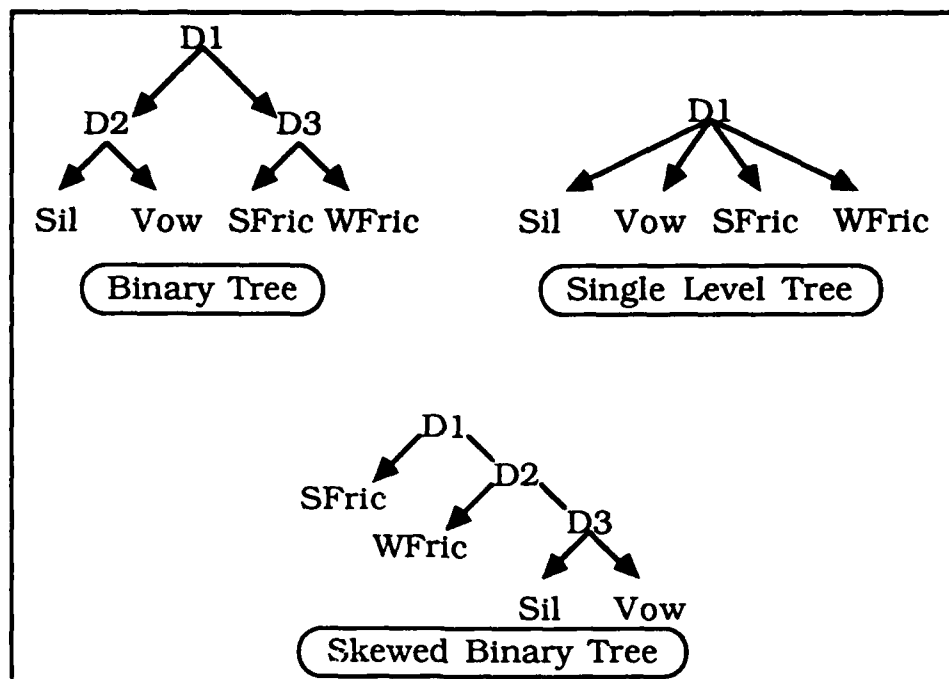 D1
D2 D3
Sil Vow SFric WFric
Binary Tree
D1
Sil Vow SFric WFric
Single Level Tree
D1
SFric D2
WFric D3
Sil Vow
Skewed Binary Tree